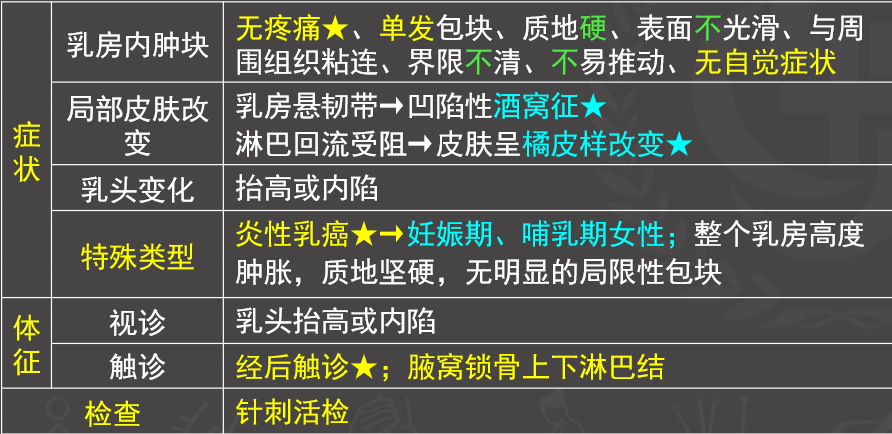 症状
乳房内肿块
无疼痛★、单发包块、质地硬、表面不光滑、与周
围组织粘连、界限不清、不易推动、无自觉症状
局部皮肤改
变
乳房悬韧带→凹陷性酒窝征★
淋巴回流受阻→皮肤呈橘皮样改变★
乳头变化
抬高或内陷
特殊类型
炎性乳癌★→妊娠期、哺乳期女性；整个乳房高度
肿胀，质地坚硬，无明显的局限性包块
体征
视诊
乳头抬高或内陷
触诊
经后触诊★；腋窝锁骨上下淋巴结
检查
针刺活检